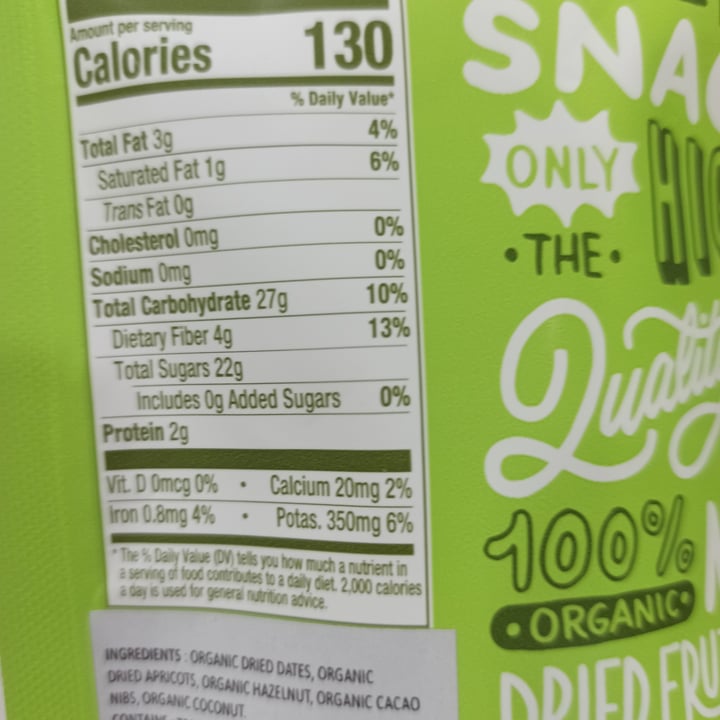 Amount per serving
Calories 130
% Daily Value*
Total Fat 3g 4%
Saturated Fat 1g 6%
Trans Fat 0g
Cholesterol 0mg 0%
Sodium 0mg 0%
Total Carbohydrate 27g 10%
Dietary Fiber 4g 13%
Total Sugars 22g
Includes 0g Added Sugars 0%
Protein 2g
Vit. D 0mcg 0% • Calcium 20mg 2%
Iron 0.8mg 4% • Potas. 350mg 6%
* The % Daily Value (DV) tells you how much a nutrient in
a serving of food contributes to a daily diet. 2,000 calories
a day is used for general nutrition advice.
INGREDIENTS : ORGANIC DRIED DATES, ORGANIC
DRIED APRICOTS, ORGANIC HAZELNUT, ORGANIC CACAO
NIBS, ORGANIC COCONUT.
SNAC
ONLY
•THE•
Quality
100%
•ORGANIC•
DRIED FRU